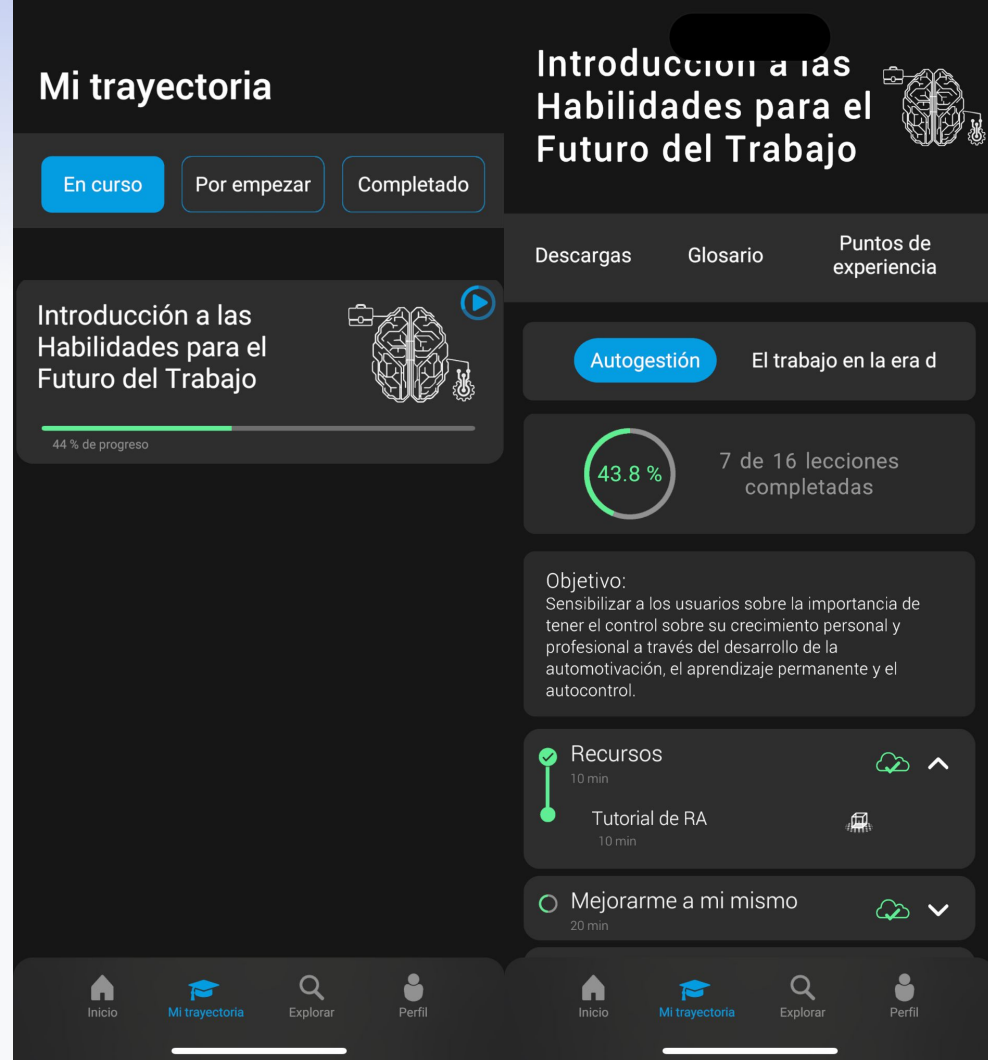 Mi trayectoria
En curso
Por empezar
Completado
Introducción a las
Habilidades para el
Futuro del Trabajo
44 % de progreso
Inicio
Mi trayectoria
Explorar
Perfil
Introducción a las
Habilidades para el
Futuro del Trabajo
Descargas
Glosario
Puntos de
experiencia
Autogestión
El trabajo en la era d
43.8 %
7 de 16 lecciones
completadas
Objetivo:
Sensibilizar a los usuarios sobre la importancia de
tener el control sobre su crecimiento personal y
profesional a través del desarrollo de la
automotivación, el aprendizaje permanente y el
autocontrol.
Recursos
10 min
Tutorial de RA
10 min
Mejorarme a mi mismo
20 min
Inicio
Mi trayectoria
Explorar
Perfil